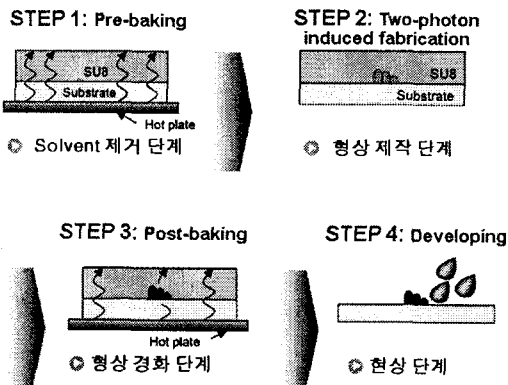 STEP 1: Pre-baking
SU8
Substrate
Hot plate
Solvent 제거 단계
STEP 2: Two-photon
induced fabrication
SU8
Substrate
형상 제작 단계
STEP 3: Post-baking
Hot plate
형상 경화 단계
STEP 4: Developing
현상 단계